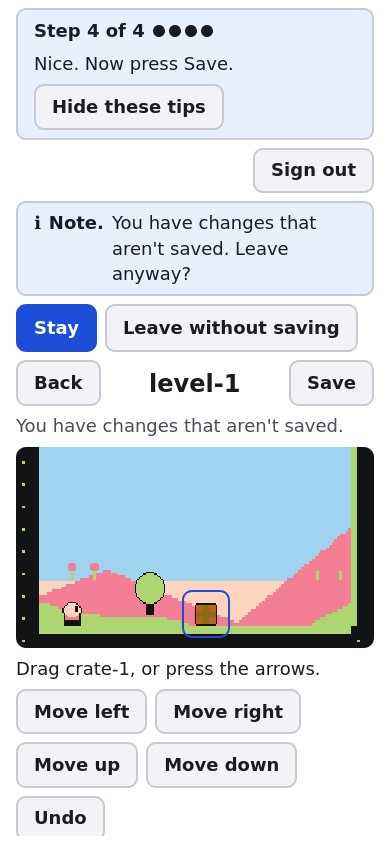 Step 4 of 4
Nice. Now press Save.
Hide these tips
Sign out
ℹ Note. You have changes that
aren't saved. Leave
anyway?
Stay
Leave without saving
Back
level-1
Save
You have changes that aren't saved.
Drag crate-1, or press the arrows.
Move left
Move right
Move up
Move down
Undo